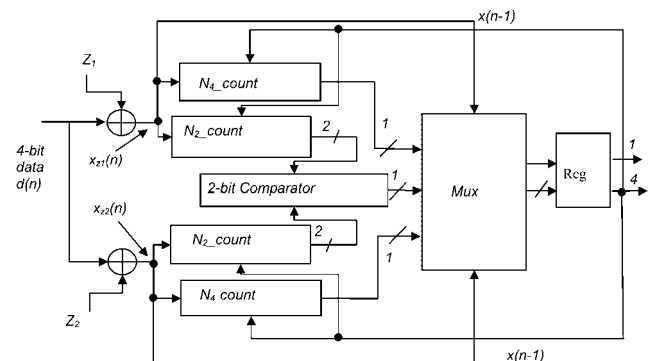 x(n-1)
Z1
N4_count
N2_count
2
1
xz1(n)
4-bit
data
d(n)
2-bit Comparator
1
Mux
Reg
1
4
xz2(n)
N2_count
2
1
N4 count
Z2
x(n-1)